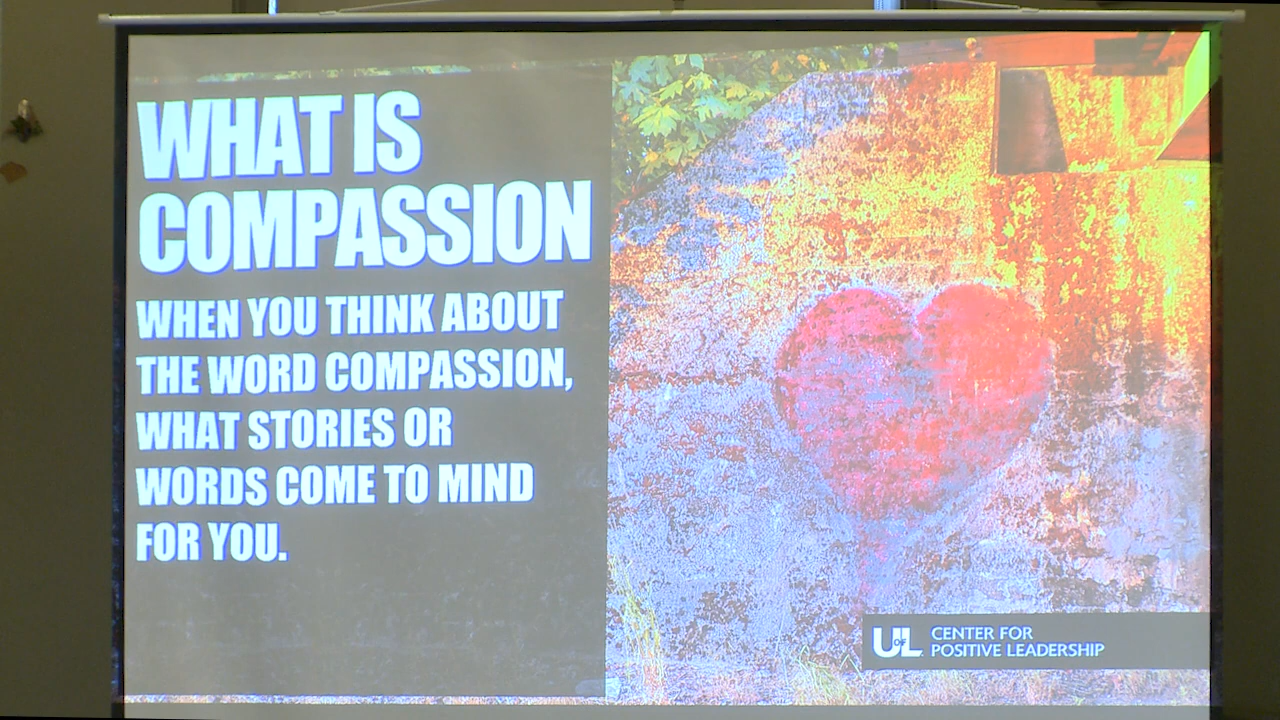 WHAT IS
COMPASSION
WHEN YOU THINK ABOUT
THE WORD COMPASSION,
WHAT STORIES OR
WORDS COME TO MIND
FOR YOU.
UofL CENTER FOR
POSITIVE LEADERSHIP